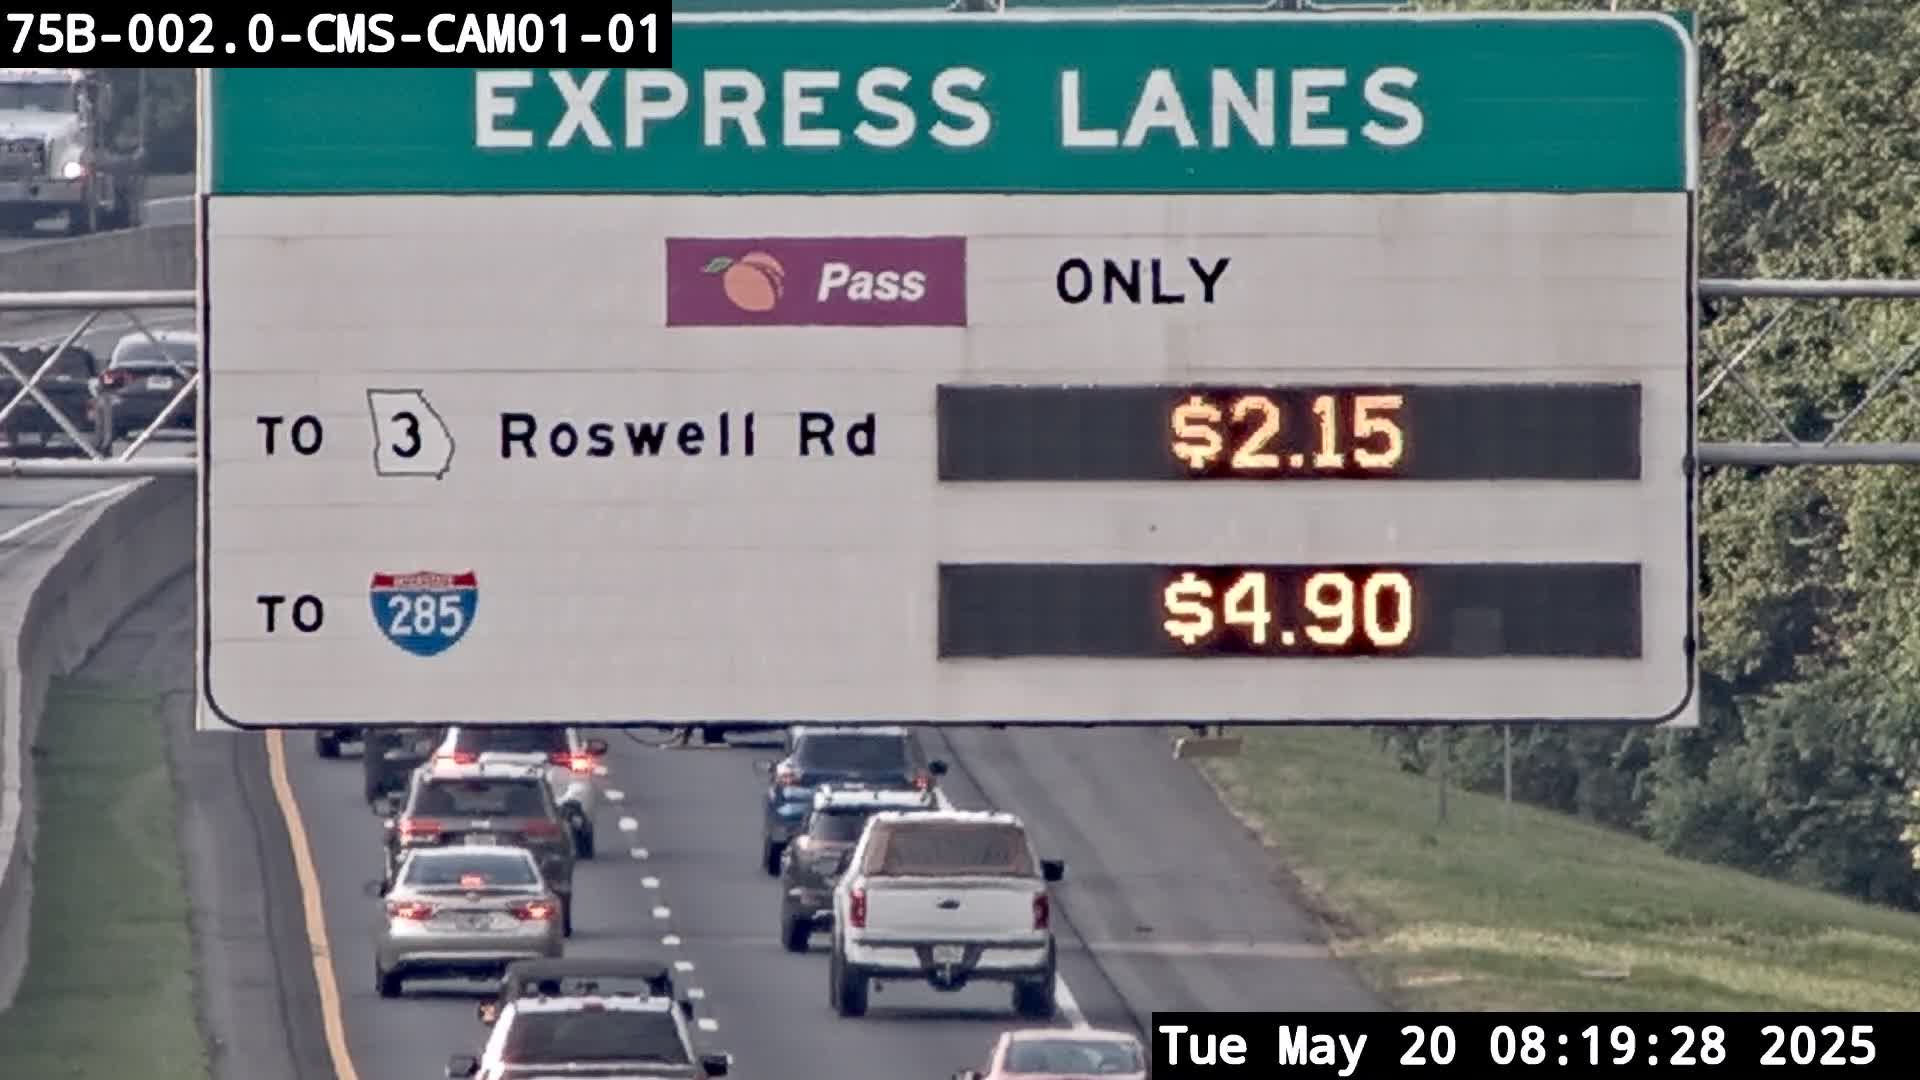 75B-002.0-CMS-CAM01-01
EXPRESS LANES
Pass ONLY
TO 3 Roswell Rd $2.15
INTERSTATE
TO 285 $4.90
Tue May 20 08:19:28 2025